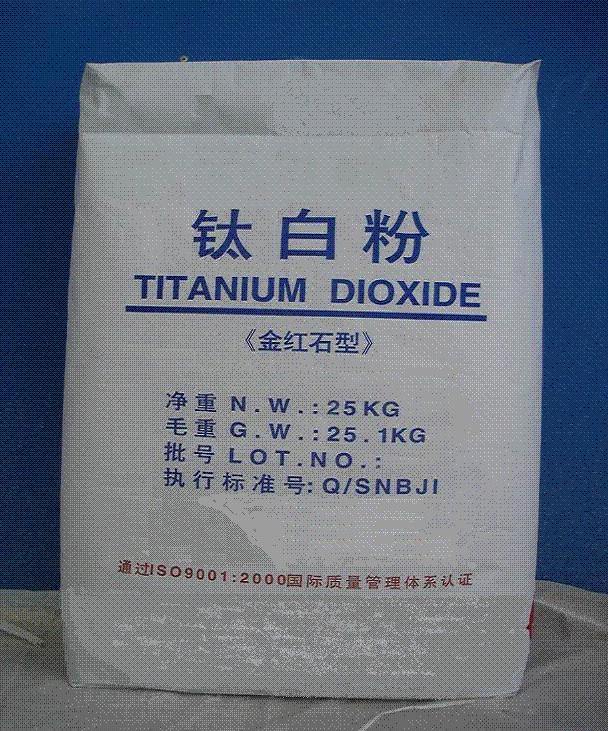 钛白粉
TITANIUM DIOXIDE
《金红石型》
净重 N.W.:25KG
毛重 G.W.:25.1KG
批号 LOT.NO.:
执行标准号:Q/SNBJI
通过ISO9001:2000国际质量管理体系认证